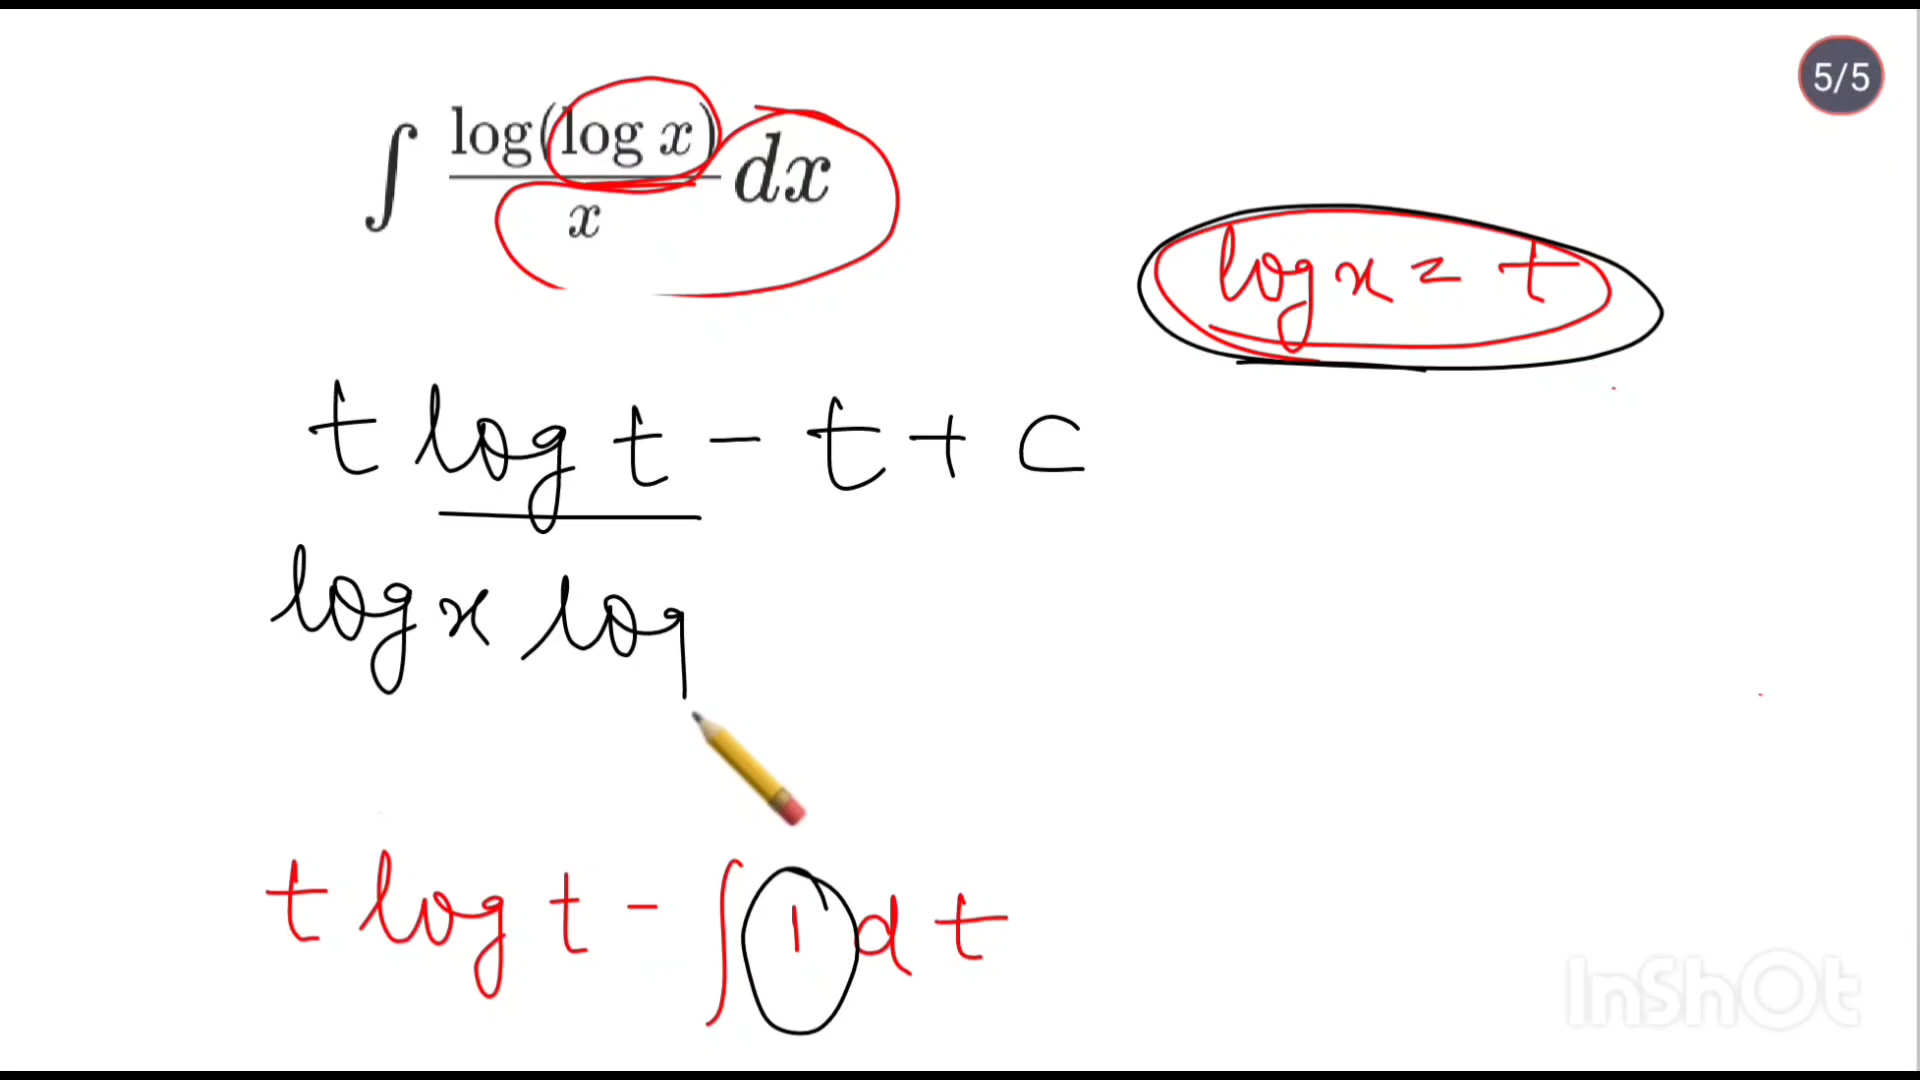 5/5
∫ log(log x)/x dx
log x = t
t log t - t + c
log x log
t log t - ∫ 1 dt
InShOt